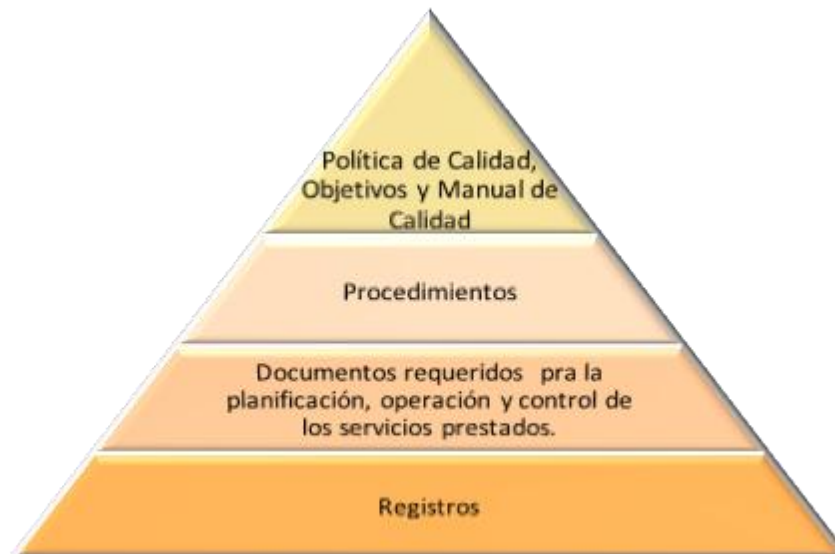 Política de Calidad,
Objetivos y Manual de
Calidad
Procedimientos
Documentos requeridos pra la
planificación, operación y control de
los servicios prestados.
Registros